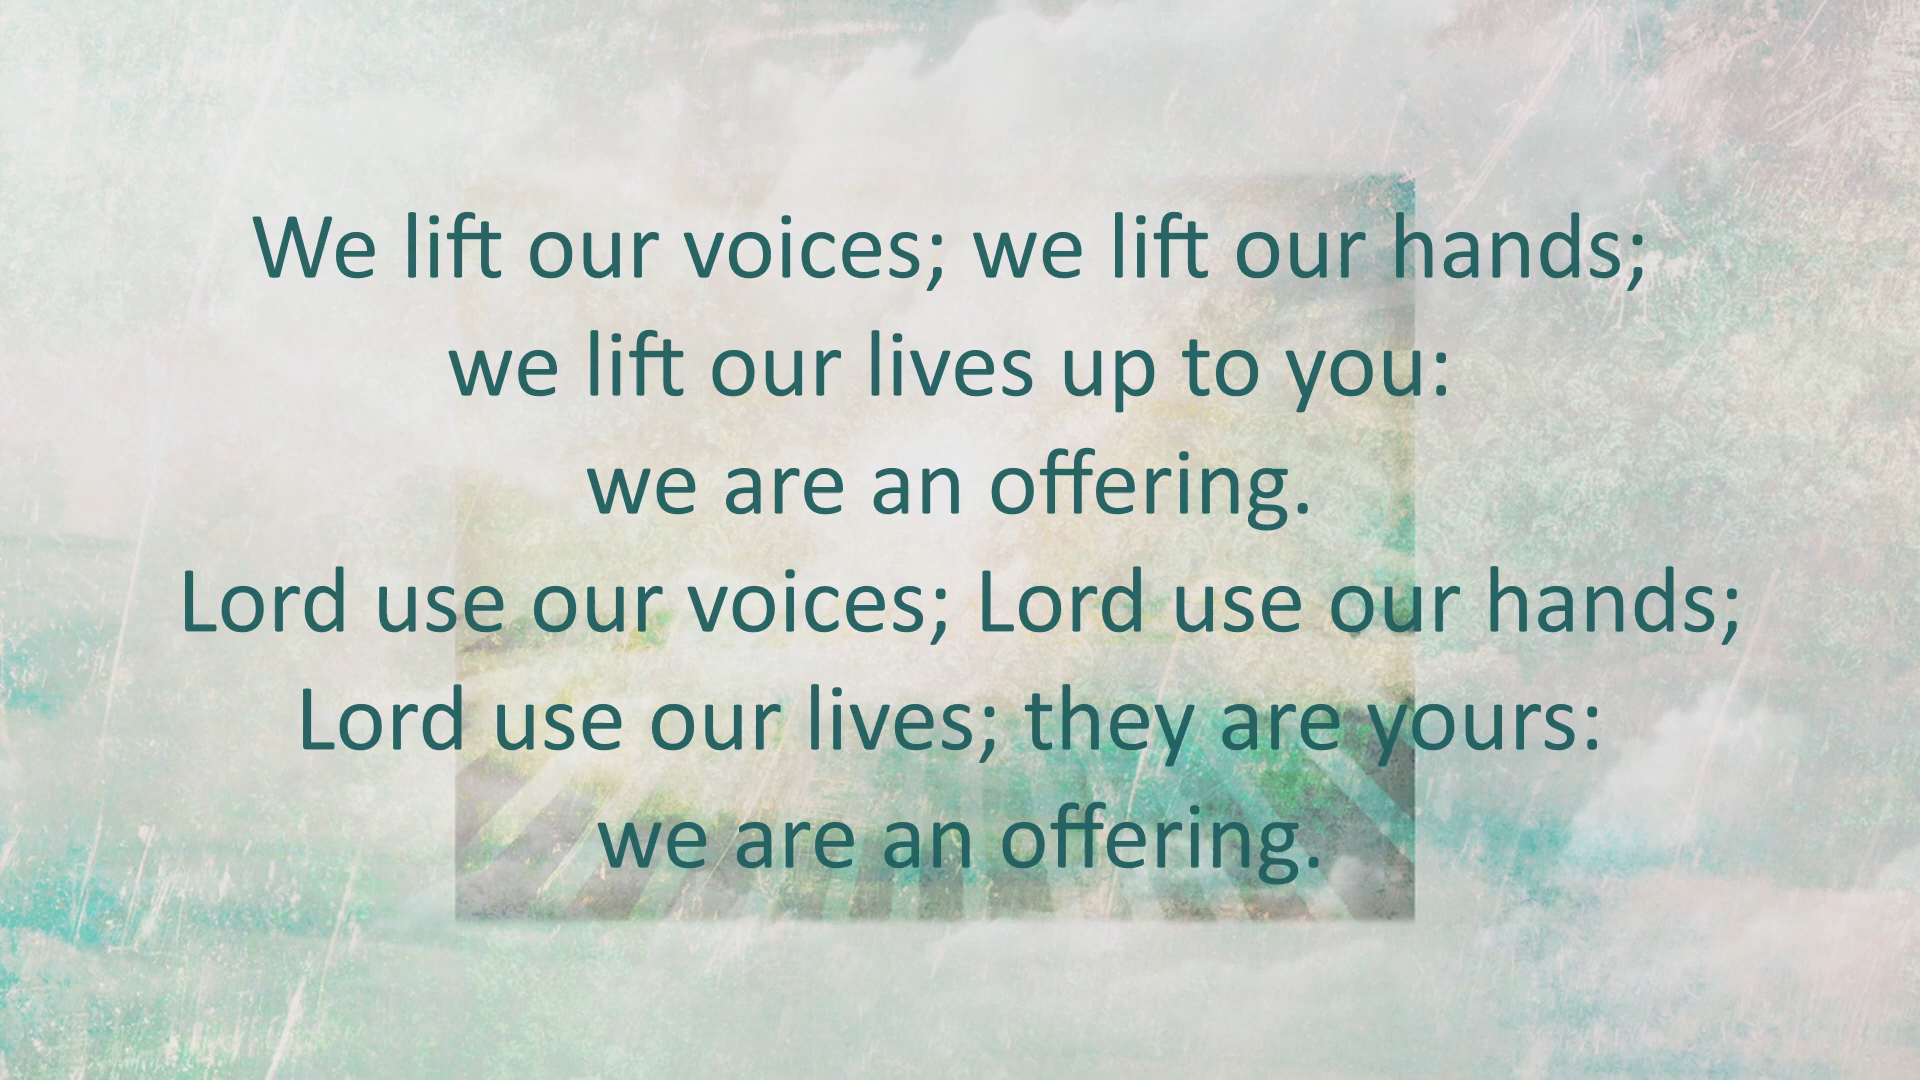 We lift our voices; we lift our hands;
we lift our lives up to you:
we are an offering.
Lord use our voices; Lord use our hands;
Lord use our lives; they are yours:
we are an offering.